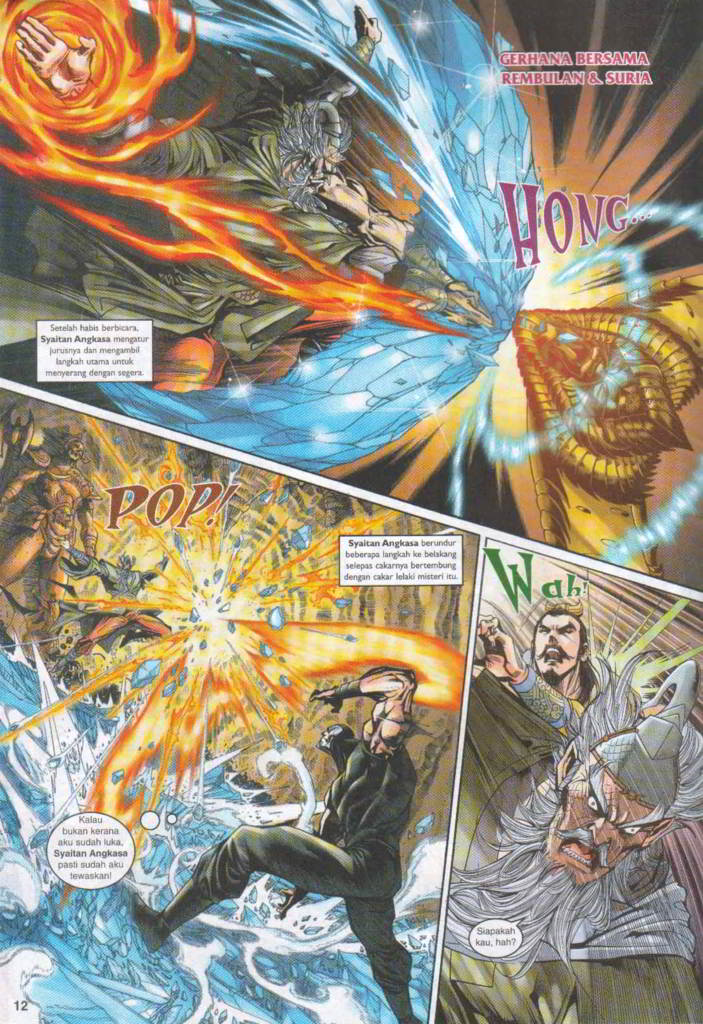 GERHANA BERSAMA
REMBULAN & SURIA
HONG...
Setelah habis berbicara,
Syaitan Angkasa mengatur
jurusnya dan mengambil
langkah utama untuk
menyerang dengan segera.
POP!
Syaitan Angkasa berundur
beberapa langkah ke belakang
selepas cakarnya bertembung
dengan cakar lelaki misteri itu.
Wah!
Kalau
bukan kerana
aku sudah luka,
Syaitan Angkasa
pasti sudah aku
tewaskan!
Siapakah
kau, hah?
12